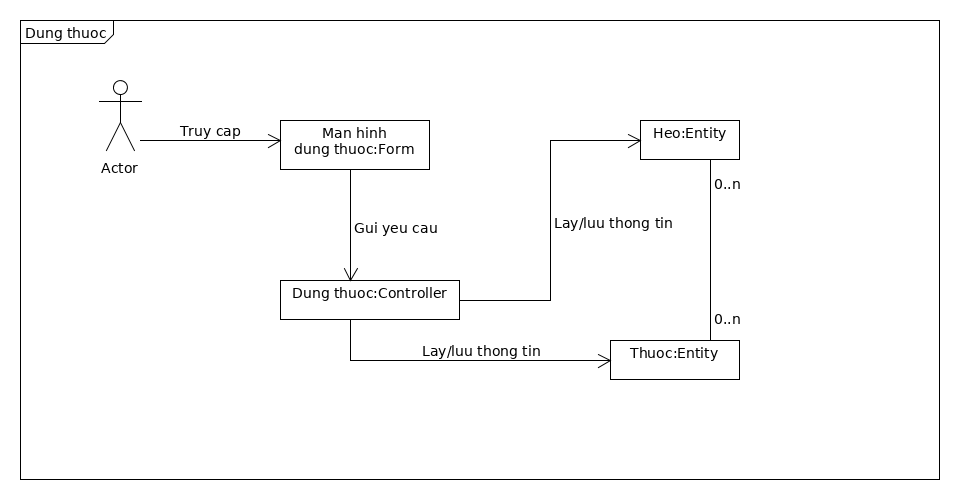 Dung thuoc
Actor
Truy cap
Man hinh
dung thuoc:Form
Heo:Entity
0..n
Lay/luu thong tin
Gui yeu cau
Dung thuoc:Controller
0..n
Lay/luu thong tin
Thuoc:Entity